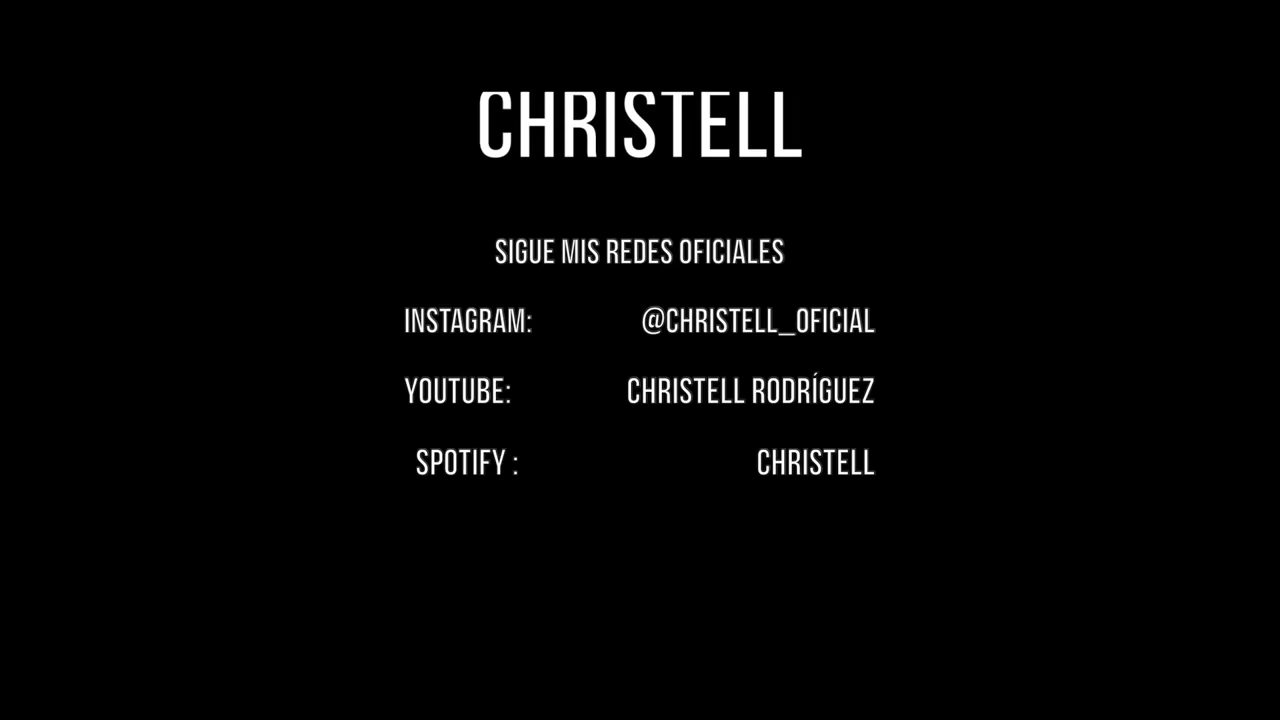 CHRISTELL
SIGUE MIS REDES OFICIALES
INSTAGRAM: @CHRISTELL_OFICIAL
YOUTUBE: CHRISTELL RODRÍGUEZ
SPOTIFY : CHRISTELL